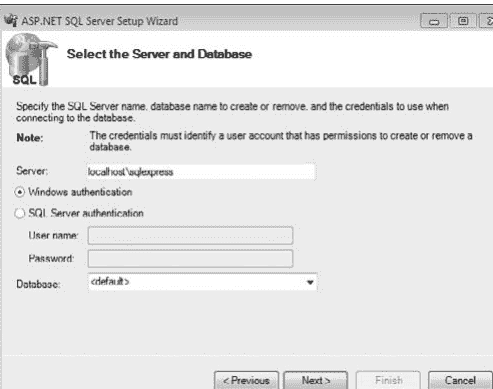 ASP.NET SQL Server Setup Wizard
SQL
Select the Server and Database
Specify the SQL Server name, database name to create or remove, and the credentials to use when
connecting to the database.
Note: The credentials must identify a user account that has permissions to create or remove a
database.
Server: localhost\sqlexpress
Windows authentication
SQL Server authentication
User name:
Password:
Database: <default>
< Previous Next > Finish Cancel